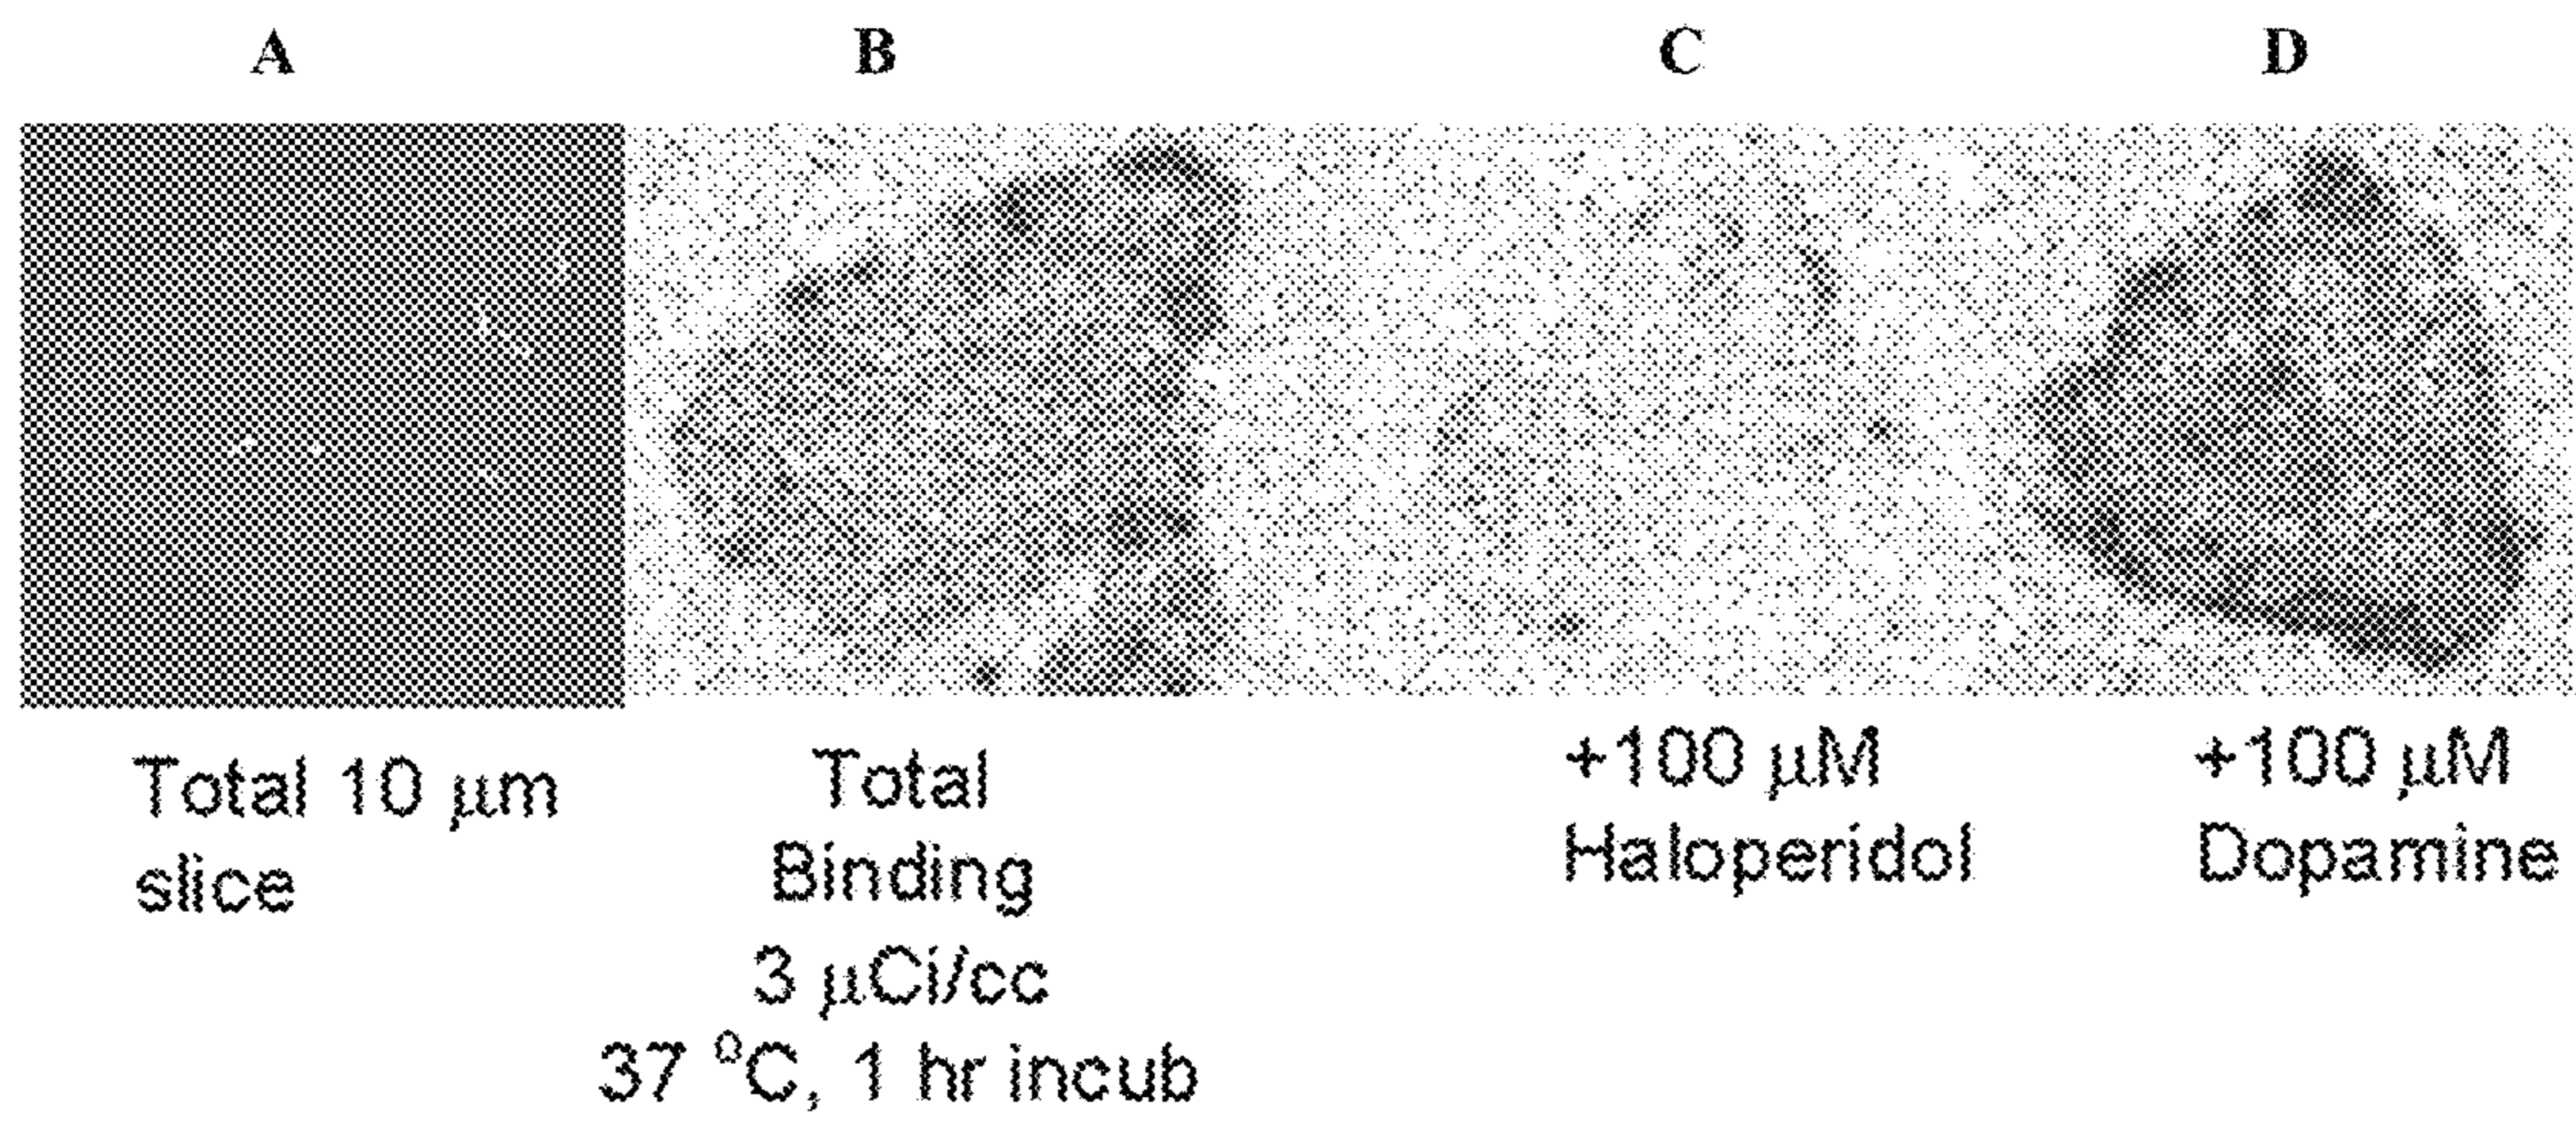 A
B
C
D
Total 10 μm
slice
Total
Binding
3 μCi/cc
37 ⁰C, 1 hr incub
+100 μM
Haloperidol
+100 μM
Dopamine